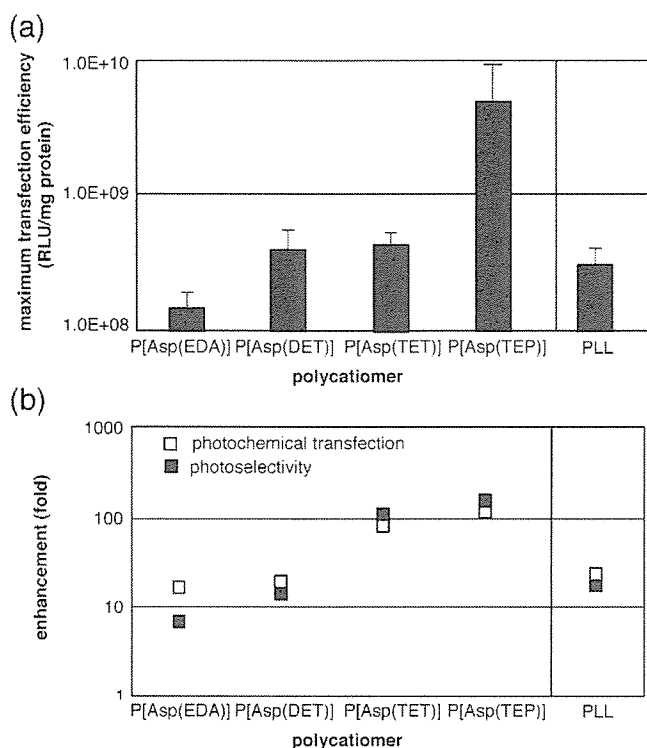 (a)
maximum transfection efficiency
(RLU/mg protein)
1.0E+10
1.0E+09
1.0E+08
P[Asp(EDA)] P[Asp(DET)] P[Asp(TET)] P[Asp(TEP)] PLL
polycatiomer
(b)
enhancement (fold)
1000
100
10
1
photochemical transfection
photoselectivity
P[Asp(EDA)] P[Asp(DET)] P[Asp(TET)] P[Asp(TEP)] PLL
polycatiomer